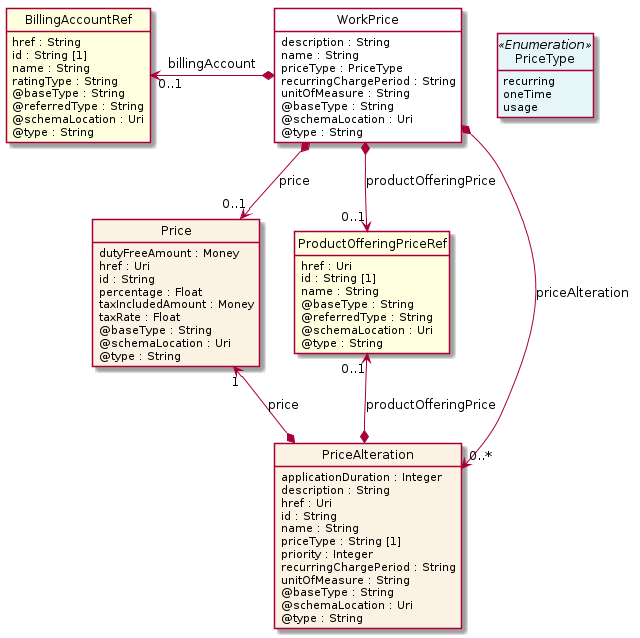 BillingAccountRef
href : String
id : String [1]
name : String
ratingType : String
@baseType : String
@referredType : String
@schemaLocation : Uri
@type : String
billingAccount
0..1
WorkPrice
description : String
name : String
priceType : PriceType
recurringChargePeriod : String
unitOfMeasure : String
@baseType : String
@schemaLocation : Uri
@type : String
«Enumeration»
PriceType
recurring
oneTime
usage
price
0..1
productOfferingPrice
0..1
priceAlteration
0..*
Price
dutyFreeAmount : Money
href : Uri
id : String
percentage : Float
taxIncludedAmount : Money
taxRate : Float
@baseType : String
@schemaLocation : Uri
@type : String
ProductOfferingPriceRef
href : Uri
id : String [1]
name : String
@baseType : String
@referredType : String
@schemaLocation : Uri
@type : String
1
price
0..1
productOfferingPrice
PriceAlteration
applicationDuration : Integer
description : String
href : Uri
id : String
name : String
priceType : String [1]
priority : Integer
recurringChargePeriod : String
unitOfMeasure : String
@baseType : String
@schemaLocation : Uri
@type : String